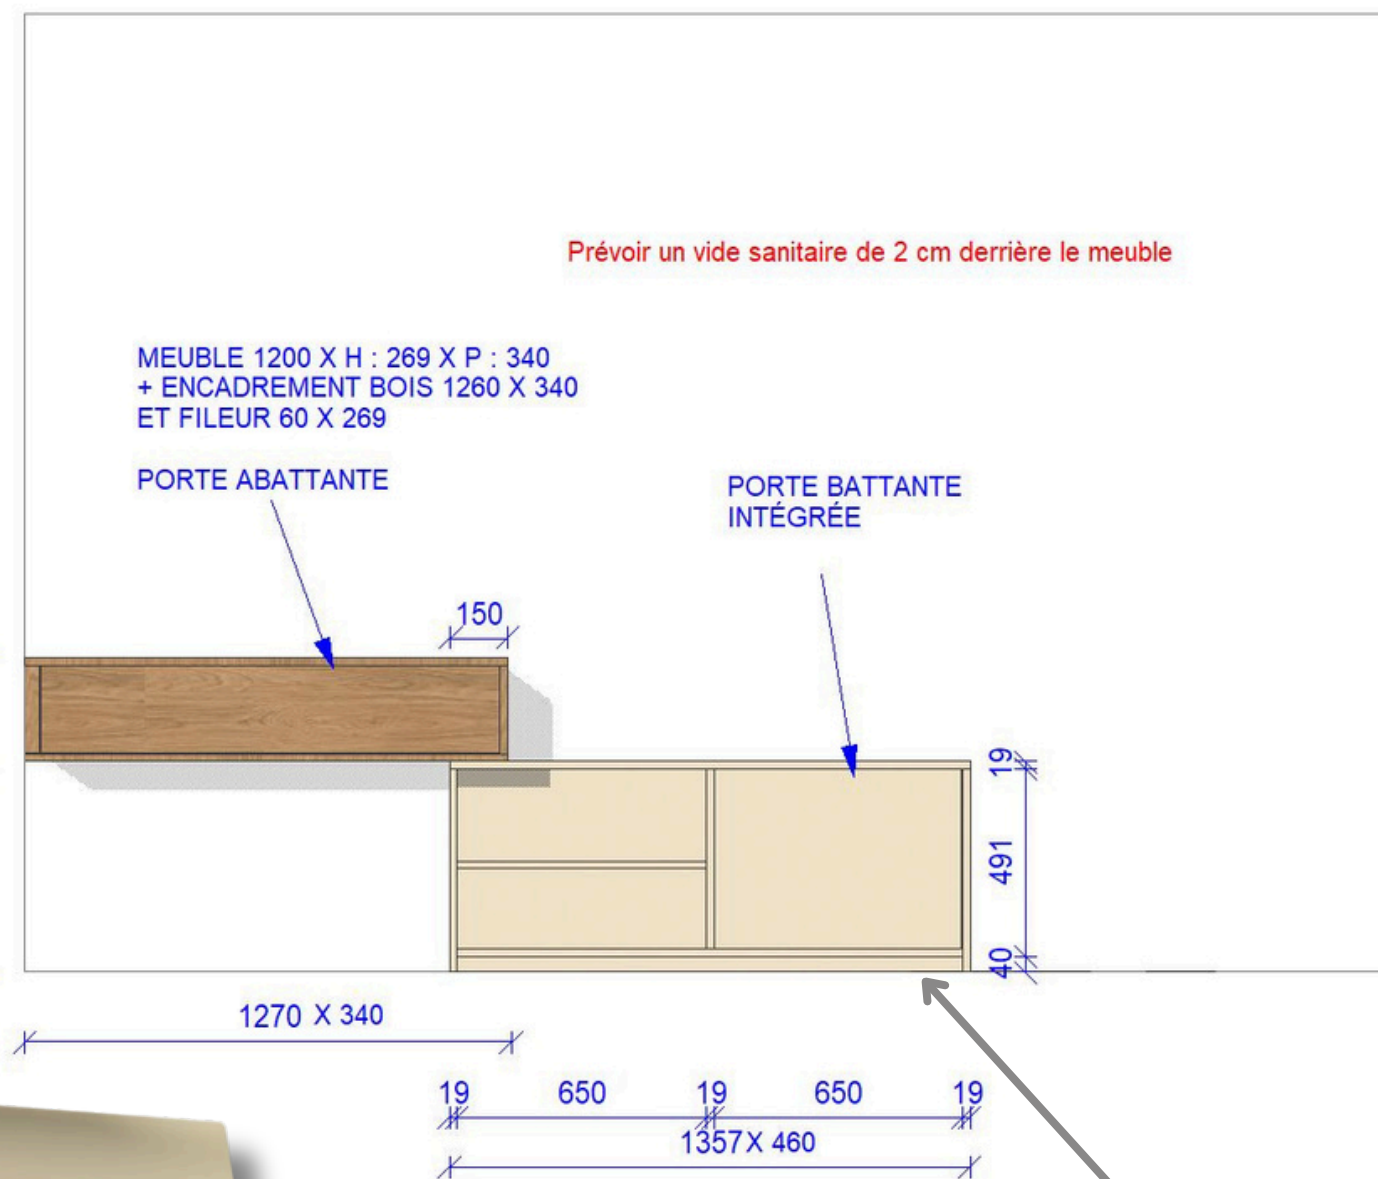 Prévoir un vide sanitaire de 2 cm derrière le meuble
MEUBLE 1200 X H : 269 X P : 340
+ ENCADREMENT BOIS 1260 X 340
ET FILEUR 60 X 269
PORTE ABATTANTE
PORTE BATTANTE
INTÉGRÉE
150
19
491
40
1270 X 340
19 650 19 650 19
1357X 460